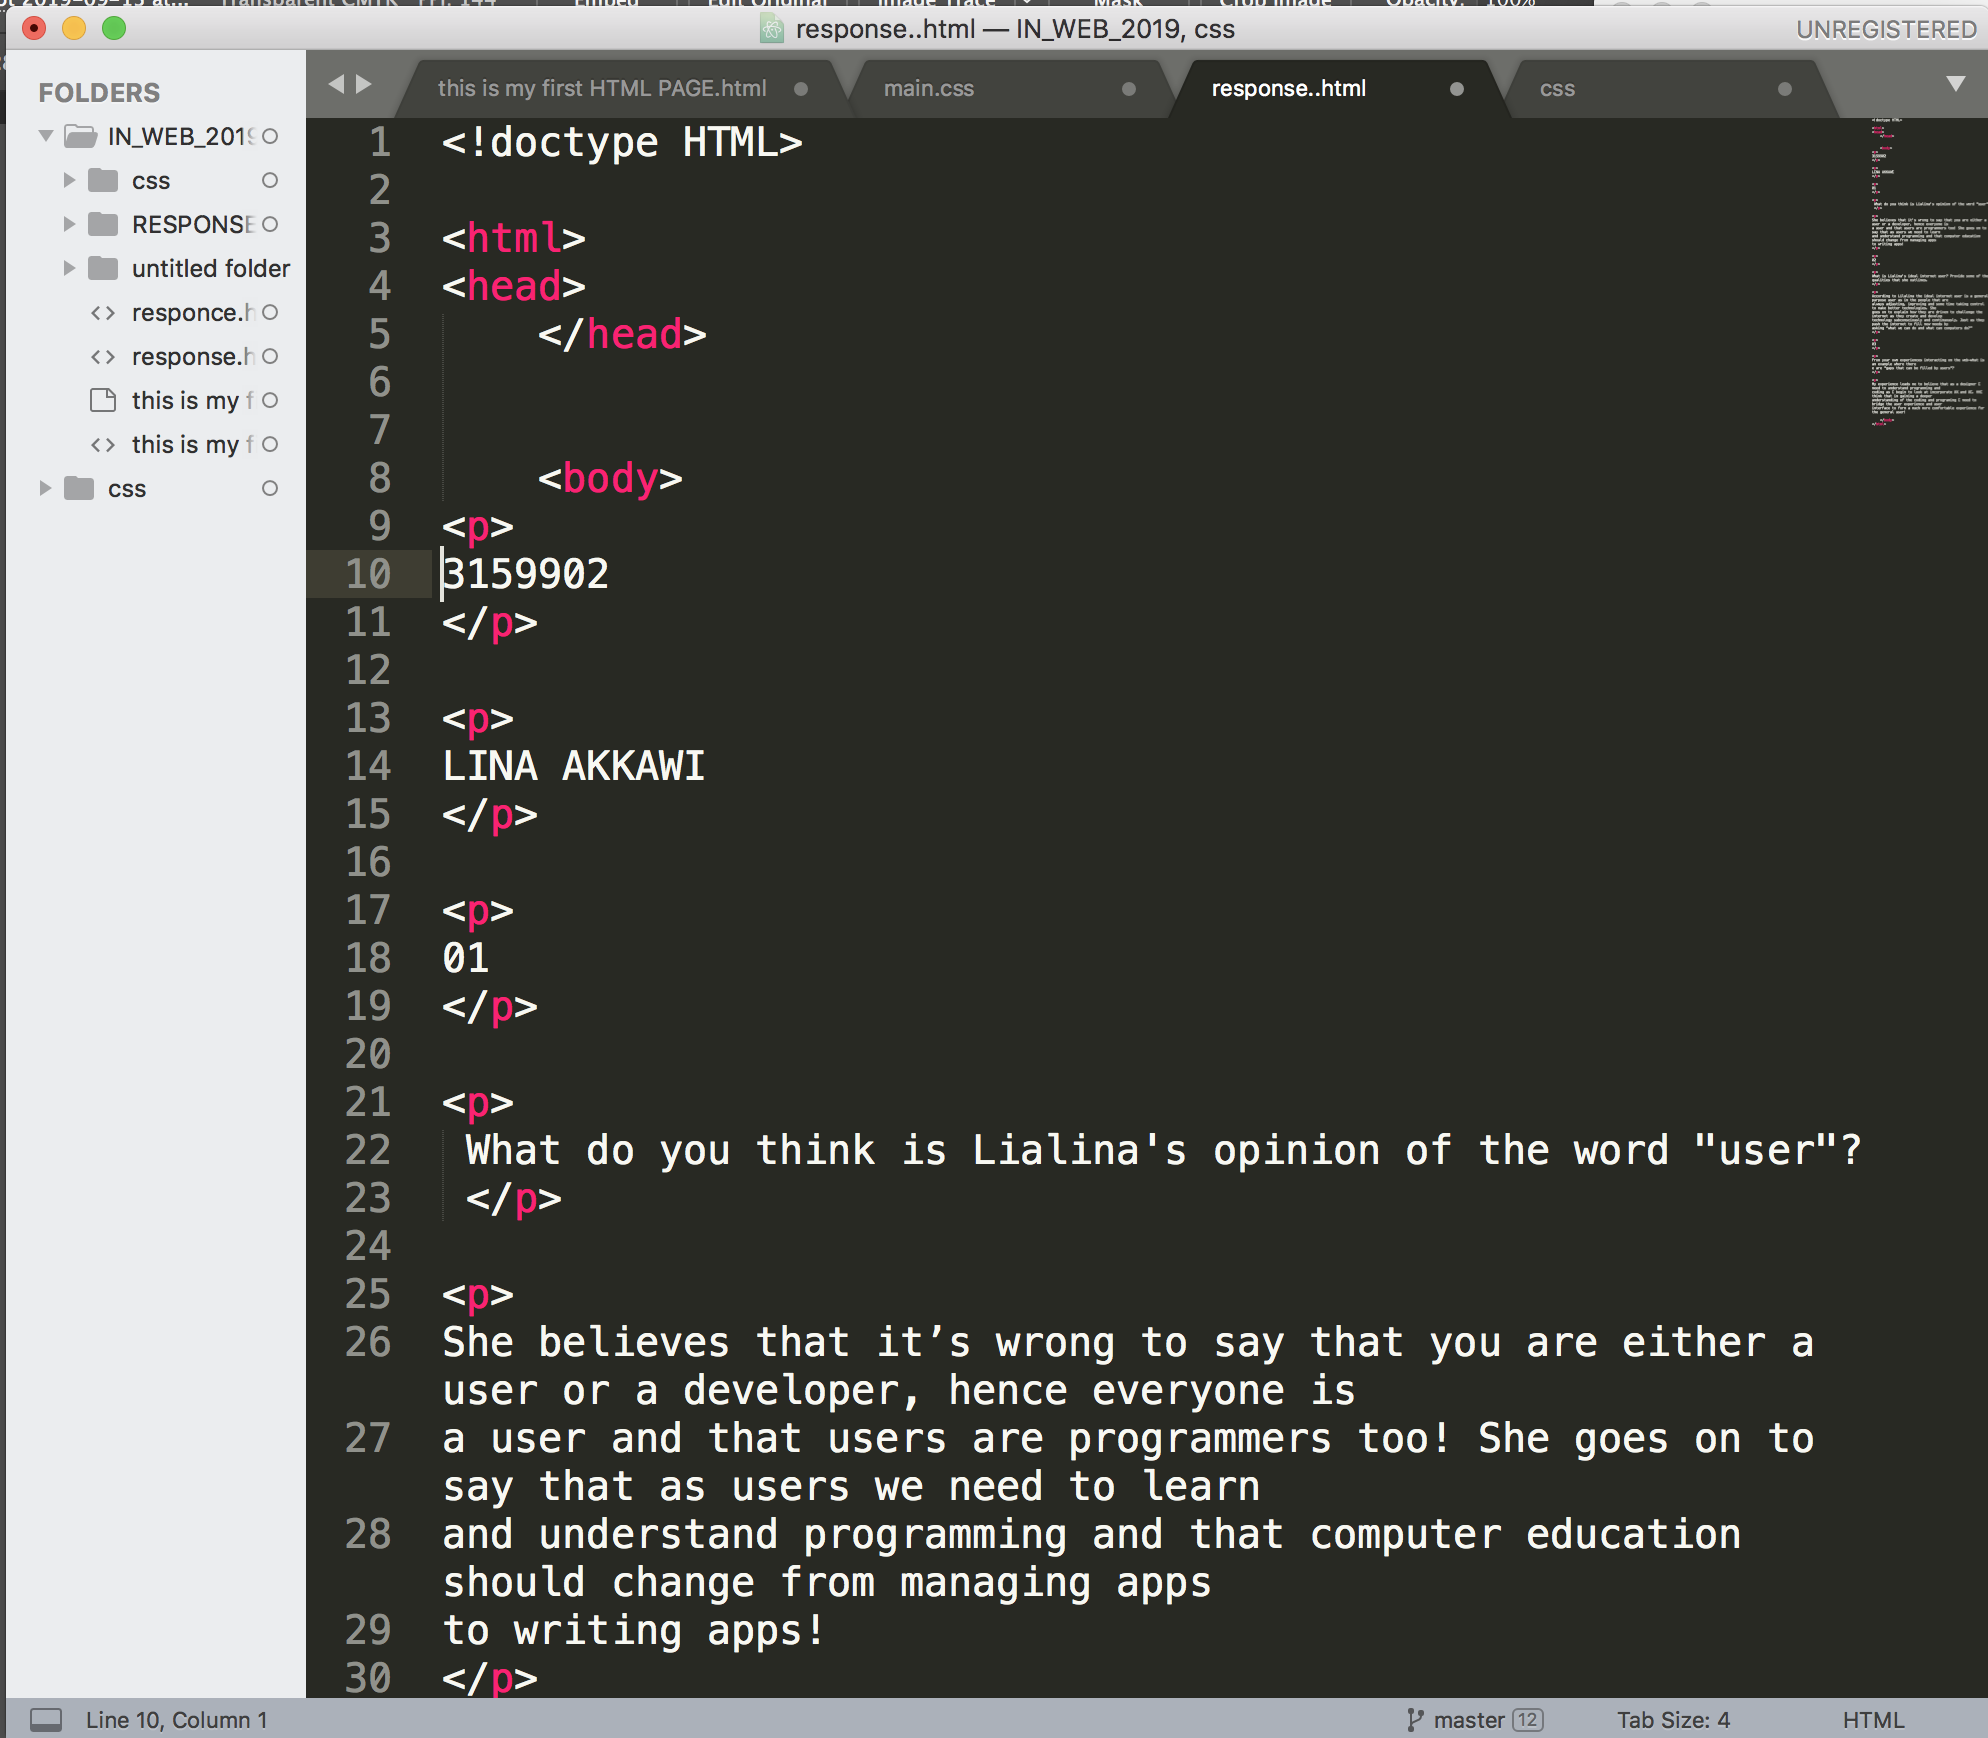 response..html — IN_WEB_2019, css
UNREGISTERED
FOLDERS
IN_WEB_2019
css
RESPONSE
untitled folder
responce.h
response.h
this is my f
this is my f
css
this is my first HTML PAGE.html
main.css
response..html
css
1 <!doctype HTML>
2
3 <html>
4 <head>
5 </head>
6
7
8 <body>
9 <p>
10 3159902
11 </p>
12
13 <p>
14 LINA AKKAWI
15 </p>
16
17 <p>
18 01
19 </p>
20
21 <p>
22 What do you think is Lialina's opinion of the word "user"?
23 </p>
24
25 <p>
26 She believes that it’s wrong to say that you are either a
user or a developer, hence everyone is
27 a user and that users are programmers too! She goes on to
say that as users we need to learn
28 and understand programming and that computer education
should change from managing apps
29 to writing apps!
30 </p>
Line 10, Column 1
master 12
Tab Size: 4
HTML